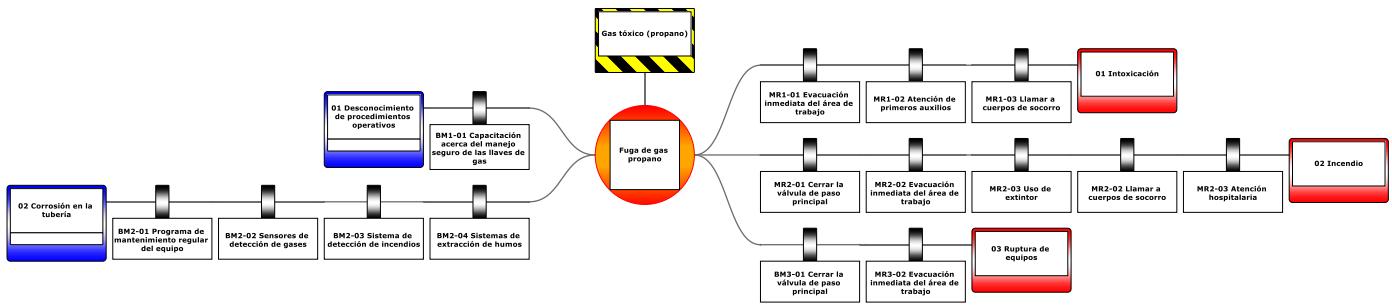 Gas tóxico (propano)
Fuga de gas
propano
01 Desconocimiento
de procedimientos
operativos
BM1-01 Capacitación
acerca del manejo
seguro de las llaves de
gas
02 Corrosión en la
tubería
BM2-01 Programa de
mantenimiento regular
del equipo
BM2-02 Sensores de
detección de gases
BM2-03 Sistema de
detección de incendios
BM2-04 Sistemas de
extracción de humos
MR1-01 Evacuación
inmediata del área de
trabajo
MR1-02 Atención de
primeros auxilios
MR1-03 Llamar a
cuerpos de socorro
01 Intoxicación
MR2-01 Cerrar la
válvula de paso
principal
MR2-02 Evacuación
inmediata del área de
trabajo
MR2-03 Uso de
extintor
MR2-02 Llamar a
cuerpos de socorro
MR2-03 Atención
hospitalaria
02 Incendio
BM3-01 Cerrar la
válvula de paso
principal
MR3-02 Evacuación
inmediata del área de
trabajo
03 Ruptura de
equipos